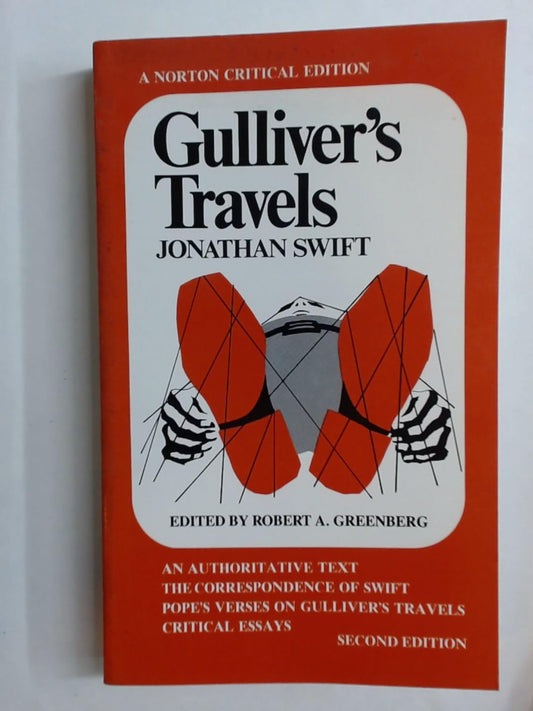 A NORTON CRITICAL EDITION
Gulliver's
Travels
JONATHAN SWIFT
EDITED BY ROBERT A. GREENBERG
AN AUTHORITATIVE TEXT
THE CORRESPONDENCE OF SWIFT
POPE'S VERSES ON GULLIVER'S TRAVELS
CRITICAL ESSAYS
SECOND EDITION